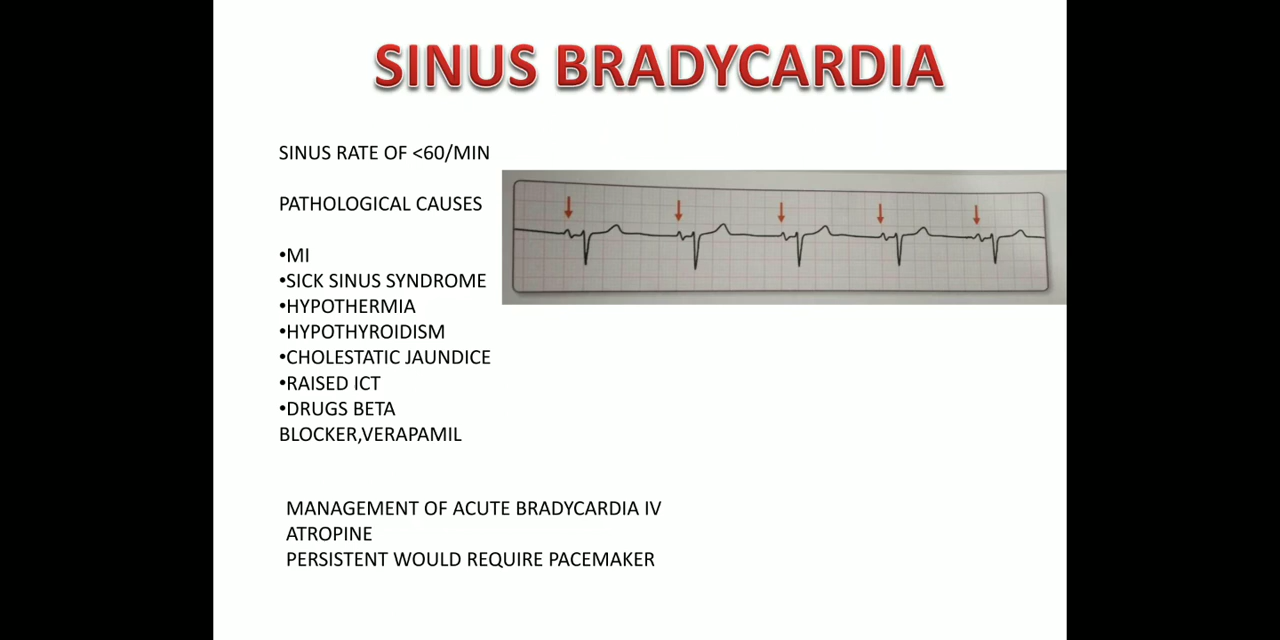 SINUS BRADYCARDIA
SINUS RATE OF <60/MIN
PATHOLOGICAL CAUSES
•MI
•SICK SINUS SYNDROME
•HYPOTHERMIA
•HYPOTHYROIDISM
•CHOLESTATIC JAUNDICE
•RAISED ICT
•DRUGS BETA
BLOCKER,VERAPAMIL
MANAGEMENT OF ACUTE BRADYCARDIA IV
ATROPINE
PERSISTENT WOULD REQUIRE PACEMAKER